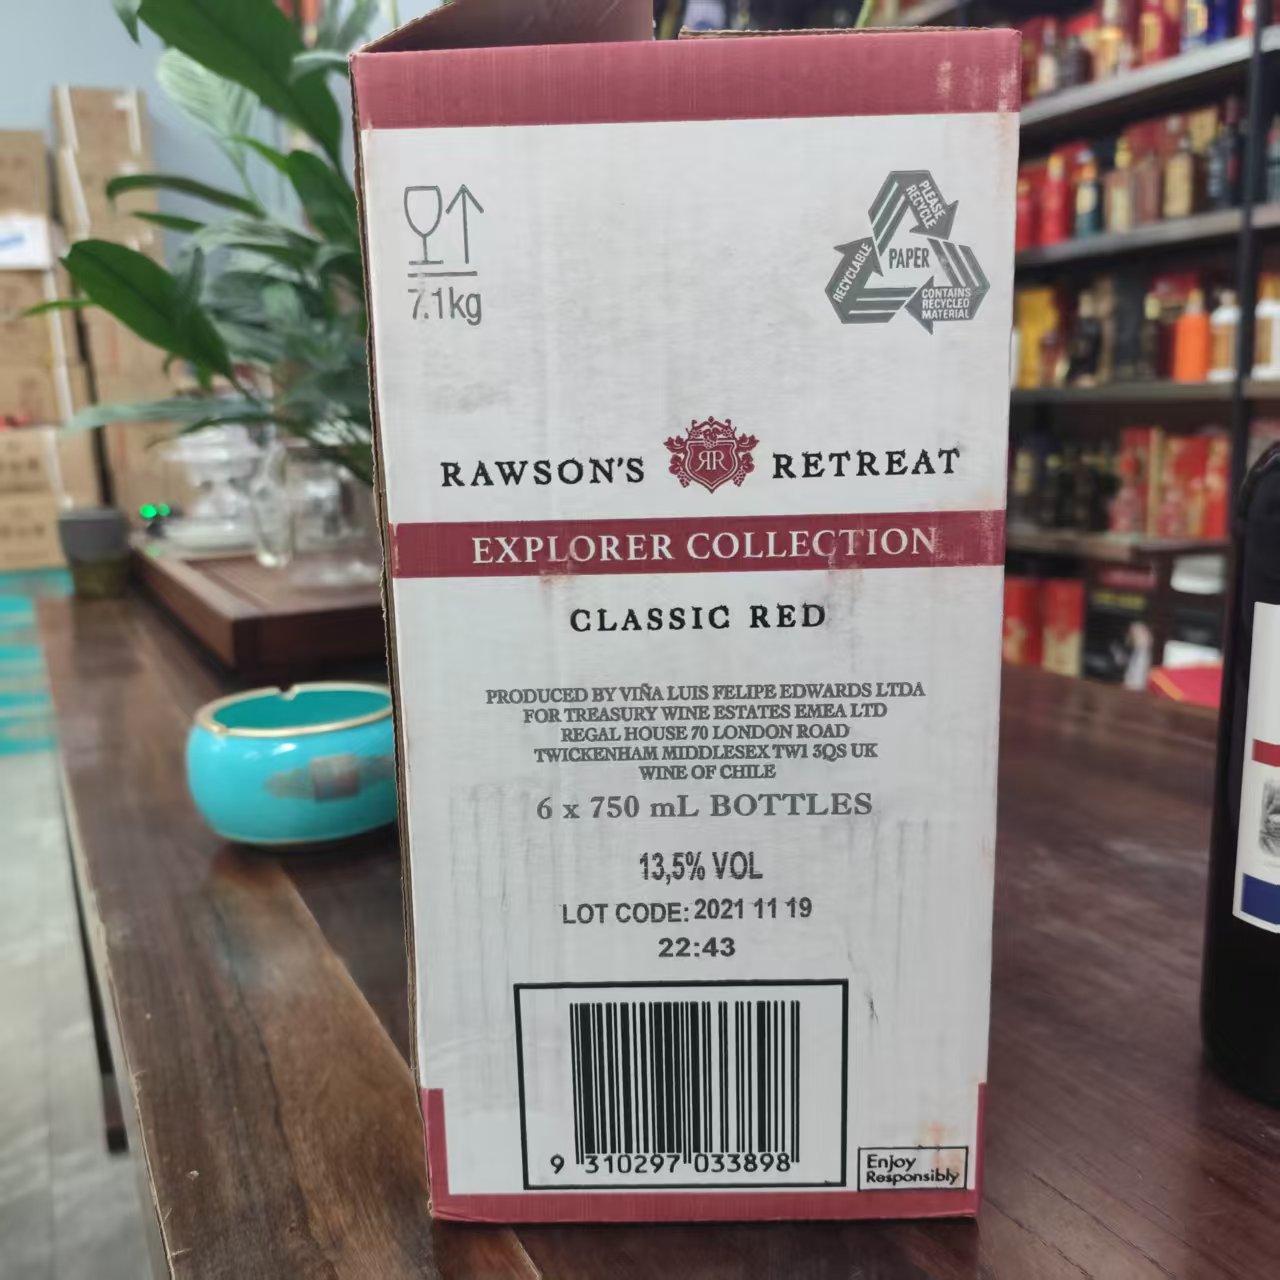 7.1kg
PLEASE
RECYCLE
RECYCLABLE
PAPER
CONTAINS
RECYCLED
MATERIAL
RAWSON'S RR RETREAT
EXPLORER COLLECTION
CLASSIC RED
PRODUCED BY VIÑA LUIS FELIPE EDWARDS LTDA
FOR TREASURY WINE ESTATES EMEA LTD
REGAL HOUSE 70 LONDON ROAD
TWICKENHAM MIDDLESEX TW1 3QS UK
WINE OF CHILE
6 x 750 mL BOTTLES
13,5% VOL
LOT CODE: 2021 11 19
22:43
9 310297 033898
Enjoy
Responsibly